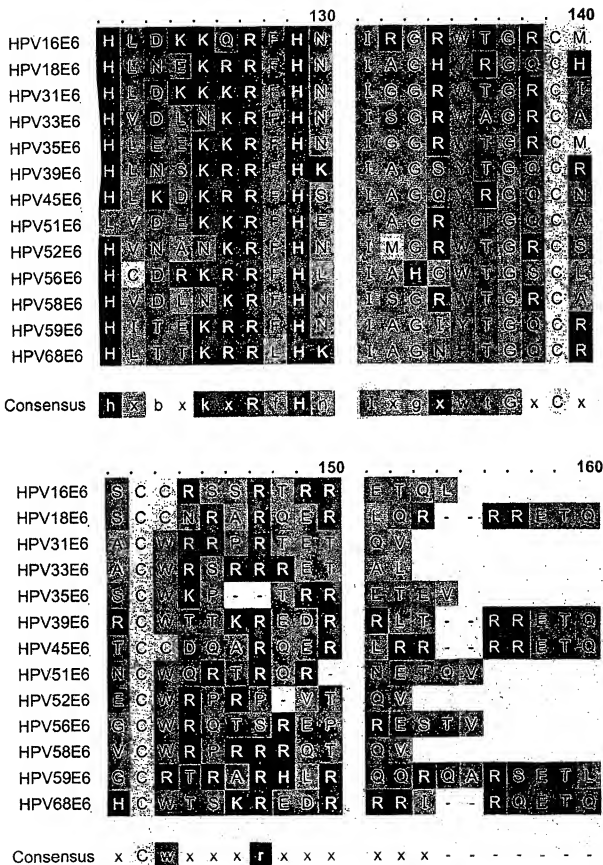 130 140
HPV16E6 H L D K K Q R F H N I R G R W T G R C M
HPV18E6 H L N E K R R F H N I A G H R G Q C H
HPV31E6 H L D K K K R F H N I G G R W T G R C I
HPV33E6 H V D L N K R F H N I S G R W A G R C A
HPV35E6 H L E E K K R F H N I G G R W T G R C M
HPV39E6 H L N S K R R F H K I A G S Y T G Q C R
HPV45E6 H L K D K R R F H S I A G Q Y R G Q C N
HPV51E6 L V D E K K R F H E I A G R W T G Q C A
HPV52E6 H V N A N K R F H N I M G R W T G R C S
HPV56E6 H C D R K K R F H L I A H G W T G S C L
HPV58E6 H V D L N K R F H N I S G R W T G R C A
HPV59E6 H I T E K R R F H N I A G I Y T G Q C R
HPV68E6 H L T T K R R L H K I A G N T G Q C R
Consensus h x b x k x R f H n I x g x t G x C x
150 160
HPV16E6 S C C R S S R T R R E T Q L
HPV18E6 S C C N R A R Q E R L Q R - - R R E T Q
HPV31E6 A C W R R P R T E T Q V
HPV33E6 A C W R S R R R E T A L
HPV35E6 S C W K P - - T R R E T E V
HPV39E6 R C W T T K R E D R R L T - - R R E T Q
HPV45E6 T C C D Q A R Q E R L R R - - R R E T Q
HPV51E6 N C W Q R T R Q R - N E T Q V
HPV52E6 E C W R P R P - V T Q V
HPV56E6 G C W R Q T S R E P R E S T V
HPV58E6 V C W R P R R R Q T Q V
HPV59E6 G C R T R A R H L R Q Q R Q A R S E T L
HPV68E6 H C W T S K R E D R R R I - - R Q E T Q
Consensus x C w x x x r x x x x x x - - - - - - -